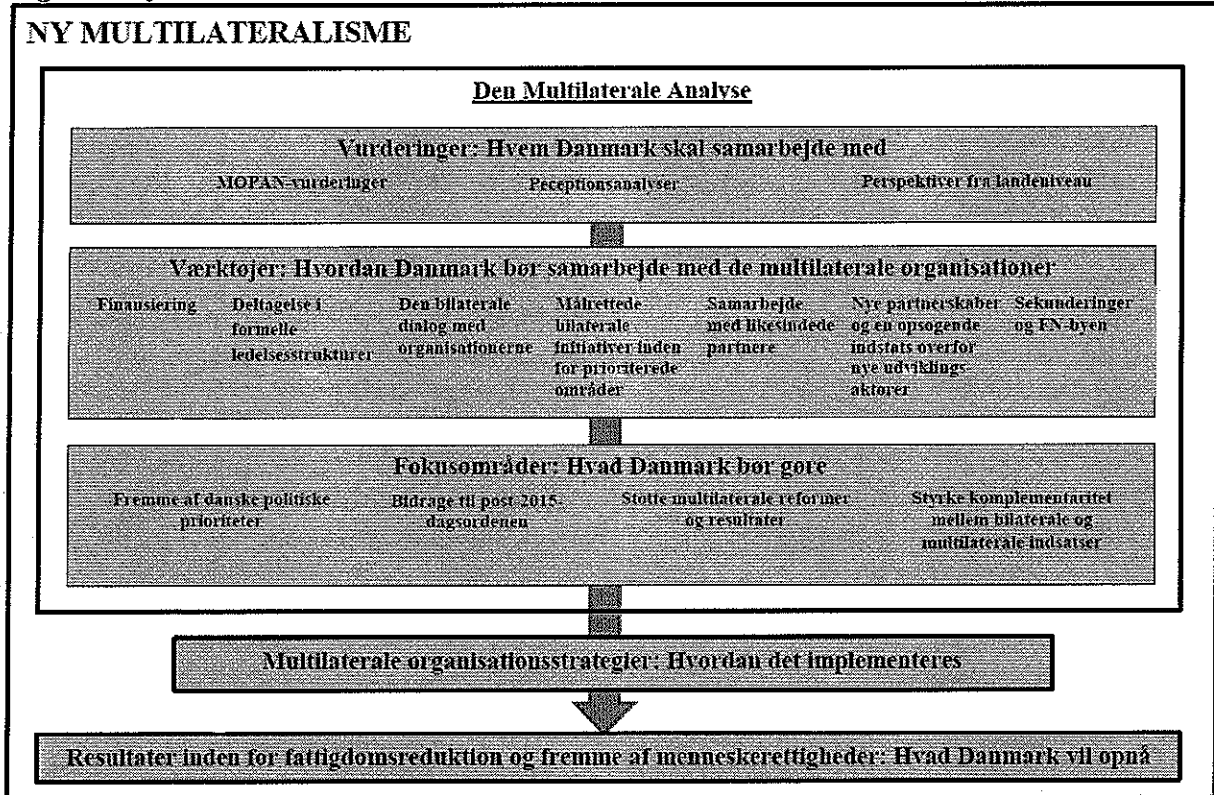 NY MULTILATERALISME
Den Multilaterale Analyse
Vurderinger: Hvem Danmark skal samarbejde med
MOPAN-vurderinger
Peceptionsanalyser
Perspektiver fra landeniveau
Værktøjer: Hvordan Danmark bør samarbejde med de multilaterale organisationer
Finansiering
Deltagelse i
formelle
ledelsesstrukturer
Den bilaterale
dialog med
organisationerne
Målrettede
bilaterale
initiativer inden
for prioriterede
områder
Samarbejde
med likesindede
partnere
Nye partnerskaber
og en opsøgende
indstats overfor
nye udviklings-
aktører
Sekunderinger
og FN-byen
Fokusområder: Hvad Danmark bør gøre
Fremme af danske politiske
prioriteter
Bidrage til post-2015-
dagsordenen
Støtte multilaterale reformer
og resultater
Styrke komplementaritet
mellem bilaterale og
multilaterale indsatser
Multilaterale organisationsstrategier: Hvordan det implementeres
Resultater inden for fattigdomsreduktion og fremme af menneskerettigheder: Hvad Danmark vil opnå